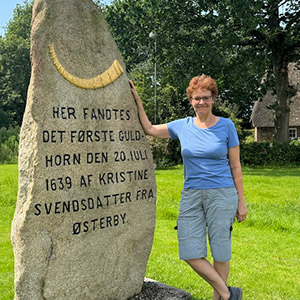 HER FANDTES
DET FØRSTE GULD-
HORN DEN 20. JULI
1639 AF KRISTINE
SVENDSDATTER FRA
ØSTERBY.